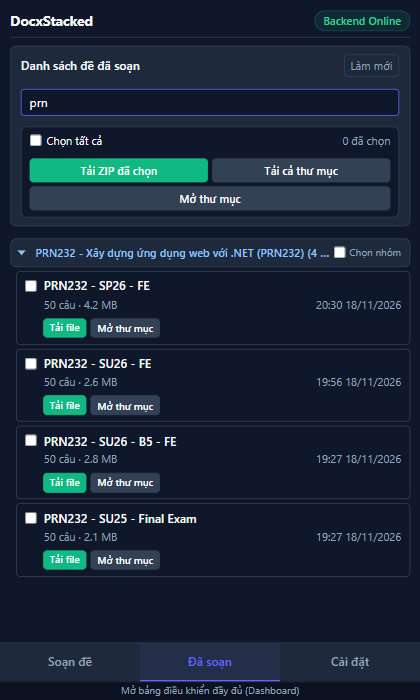 DocxStacked
Backend Online
Danh sách đề đã soạn
Làm mới
prn
Chọn tất cả
0 đã chọn
Tải ZIP đã chọn
Tải cả thư mục
Mở thư mục
PRN232 - Xây dựng ứng dụng web với .NET (PRN232) (4 ...
Chọn nhóm
PRN232 - SP26 - FE
50 câu · 4.2 MB
20:30 18/11/2026
Tải file
Mở thư mục
PRN232 - SU26 - FE
50 câu · 2.6 MB
19:56 18/11/2026
Tải file
Mở thư mục
PRN232 - SU26 - B5 - FE
50 câu · 2.8 MB
19:27 18/11/2026
Tải file
Mở thư mục
PRN232 - SU25 - Final Exam
50 câu · 2.1 MB
19:27 18/11/2026
Tải file
Mở thư mục
Soạn đề
Đã soạn
Cài đặt
Mở bảng điều khiển đầy đủ (Dashboard)